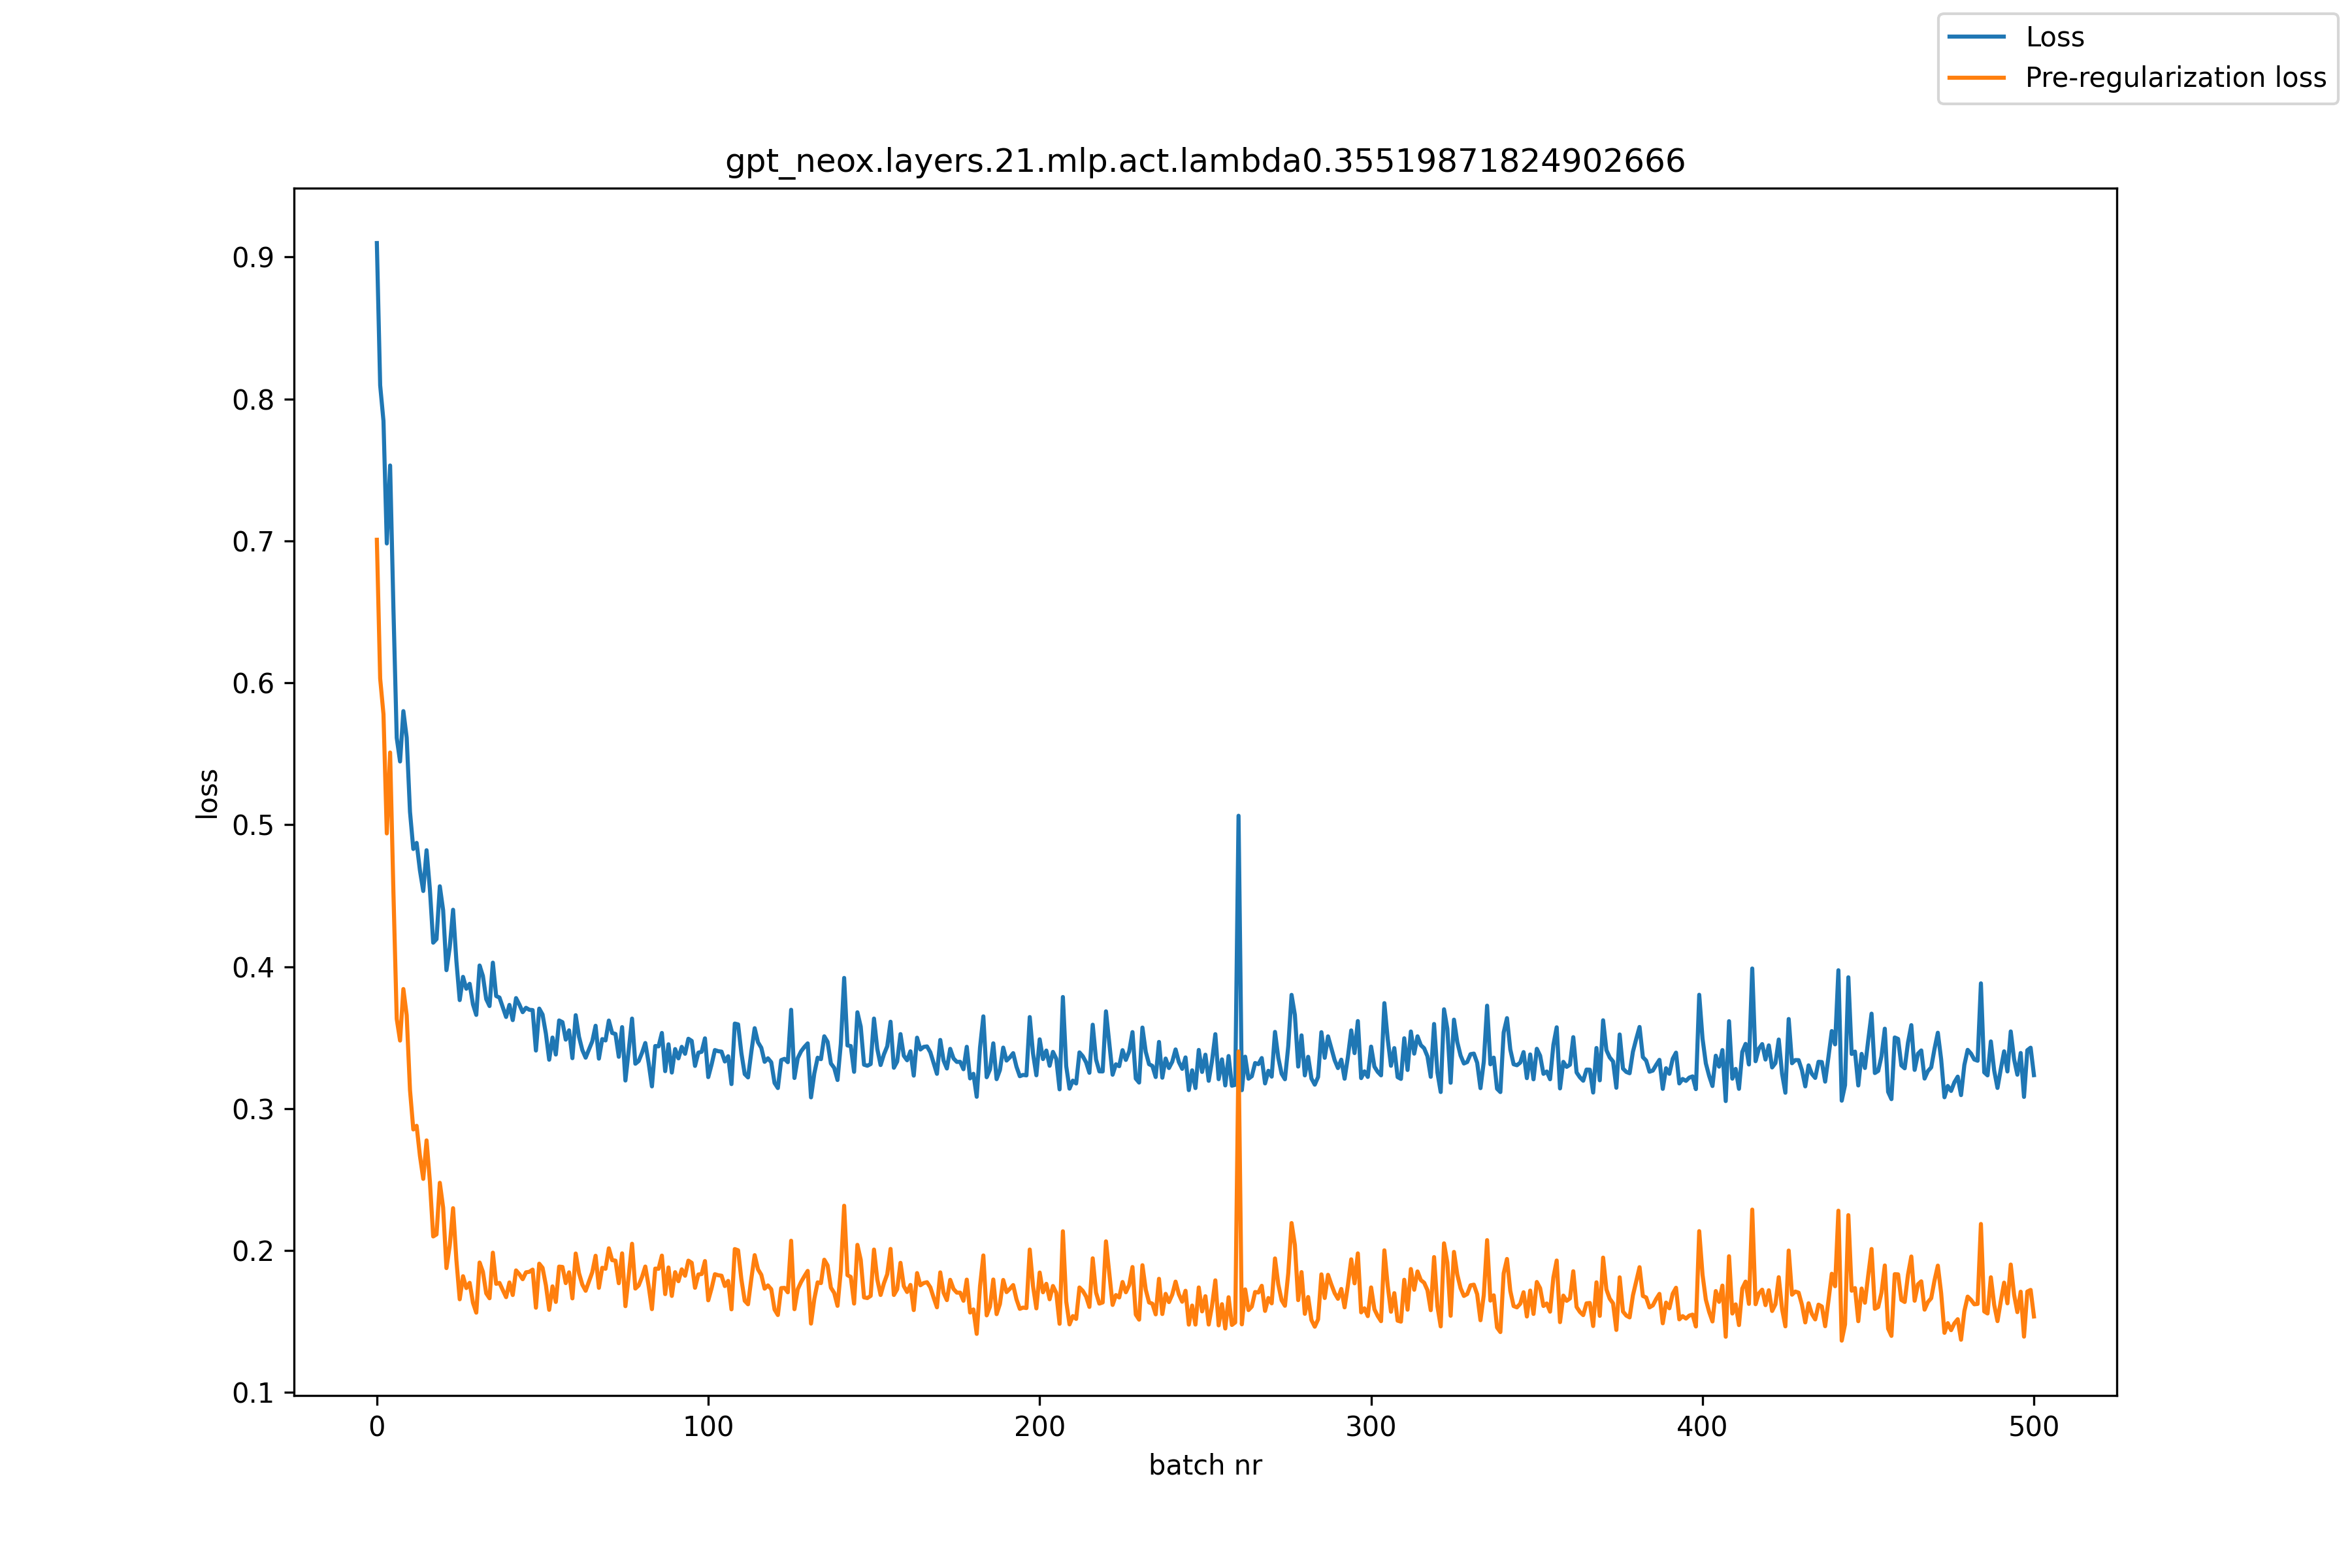 Loss
Pre-regularization loss
gpt_neox.layers.21.mlp.act.lambda0.35519871824902666
0.9
0.8
0.7
0.6
0.5
0.4
0.3
0.2
0.1
loss
0 100 200 300 400 500
batch nr